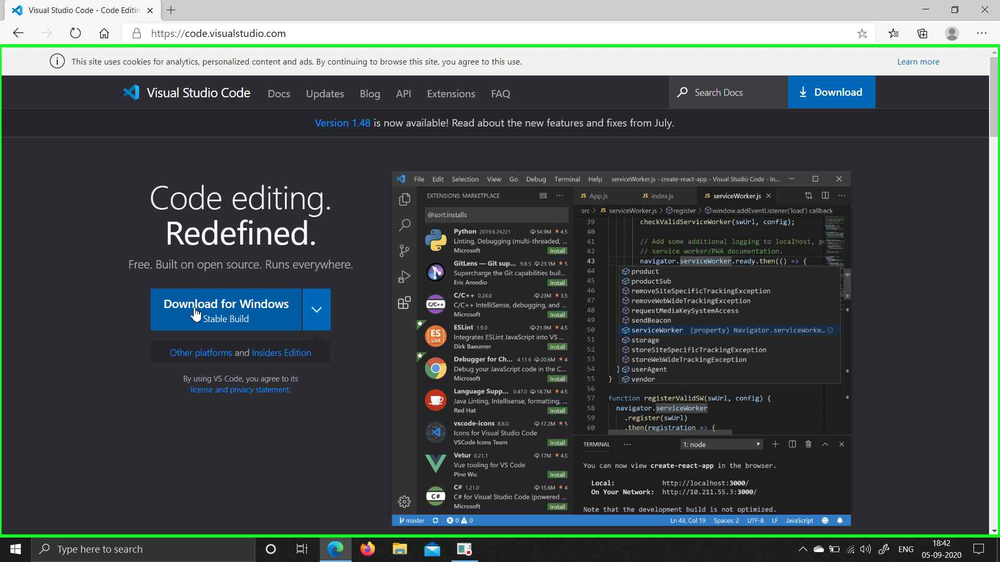 Visual Studio Code - Code Editin
https://code.visualstudio.com
This site uses cookies for analytics, personalized content and ads. By continuing to browse this site, you agree to this use.
Learn more
Visual Studio Code
Docs
Updates
Blog
API
Extensions
FAQ
Search Docs
Download
Version 1.48 is now available! Read about the new features and fixes from July.
Code editing.
Redefined.
Free. Built on open source. Runs everywhere.
Download for Windows
Stable Build
Other platforms and Insiders Edition
By using VS Code, you agree to its
license and privacy statement.
File Edit Selection View Go Debug Terminal Help serviceWorker.js - create-react-app - Visual Studio Code - In...
EXTENSIONS: MARKETPLACE
@sort:installs
Python 2019.6.24221 54.9M 4.5
Linting, Debugging (multi-threaded, ...
Microsoft Install
GitLens — Git sup... 9.8.5 23.1M 5
Supercharge the Git capabilities buil...
Eric Amodio Install
C/C++
C/C++ 0.24.0 23M 3.5
C/C++ IntelliSense, debugging, and ...
Microsoft Install
ES
Lint
ESLint 1.9.0 21.9M 4.5
Integrates ESLint JavaScript into VS ...
Dirk Baeumer Install
Debugger for Ch... 4.11.6 20.6M 4
Debug your JavaScript code in the C...
Microsoft Install
Language Supp... 0.47.0 18.7M 4.5
Java Linting, Intellisense, formatting, ...
Red Hat Install
vscode-icons 8.8.0 17.2M 5
Icons for Visual Studio Code
VSCode Icons Team Install
Vetur 0.21.1 17M 4.5
Vue tooling for VS Code
Pine Wu Install
C#
C# 1.21.0 15.6M 4
C# for Visual Studio Code (powered ...
Microsoft Install
JS App.js
JS index.js
JS serviceWorker.js
src > JS serviceWorker.js > register > window.addEventListener('load') callback
39 checkValidServiceWorker(swUrl, config);
40
41 // Add some additional logging to localhost, p
42 // service worker/PWA documentation.
43 navigator.serviceWorker.ready.then(() => {
44 product
45 productSub
46 removeSiteSpecificTrackingException
47 removeWebWideTrackingException
48 requestMediaKeySystemAccess
49 sendBeacon
50 serviceWorker (property) Navigator.serviceWorke...
51 storage
52 storeSiteSpecificTrackingException
53 storeWebWideTrackingException
54 } userAgent
55 } vendor
56
57 function registerValidSW(swUrl, config) {
58 navigator.serviceWorker
59 .register(swUrl)
60 .then(registration => {
TERMINAL ... 1: node
You can now view create-react-app in the browser.
Local: http://localhost:3000/
On Your Network: http://10.211.55.3:3000/
Note that the development build is not optimized.
master 0 0 Ln 43, Col 19 Spaces: 2 UTF-8 LF JavaScript
Type here to search
ENG
18:42
05-09-2020